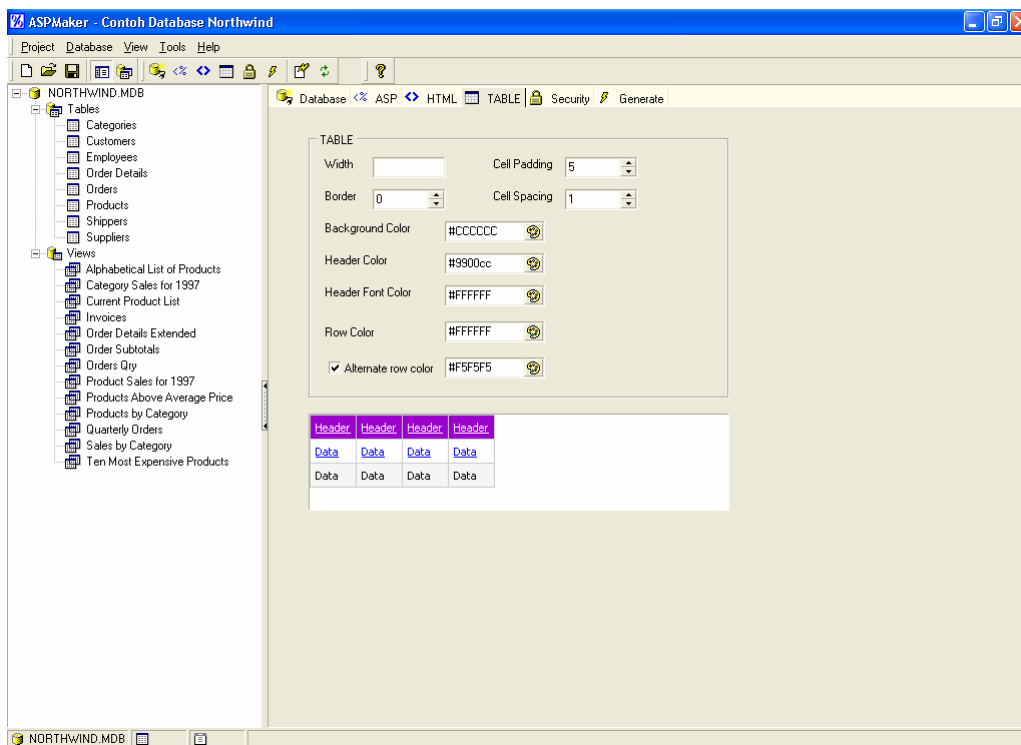 ASPMaker - Contoh Database Northwind
Project Database View Tools Help
NORTHWIND.MDB
Tables
Categories
Customers
Employees
Order Details
Orders
Products
Shippers
Suppliers
Views
Alphabetical List of Products
Category Sales for 1997
Current Product List
Invoices
Order Details Extended
Order Subtotals
Orders Qry
Product Sales for 1997
Products Above Average Price
Products by Category
Quarterly Orders
Sales by Category
Ten Most Expensive Products
Database ASP HTML TABLE Security Generate
TABLE
Width Cell Padding 5
Border 0 Cell Spacing 1
Background Color #CCCCCC
Header Color #9900cc
Header Font Color #FFFFFF
Row Color #FFFFFF
Alternate row color #F5F5F5
Header Header Header Header
Data Data Data Data
Data Data Data Data
NORTHWIND.MDB